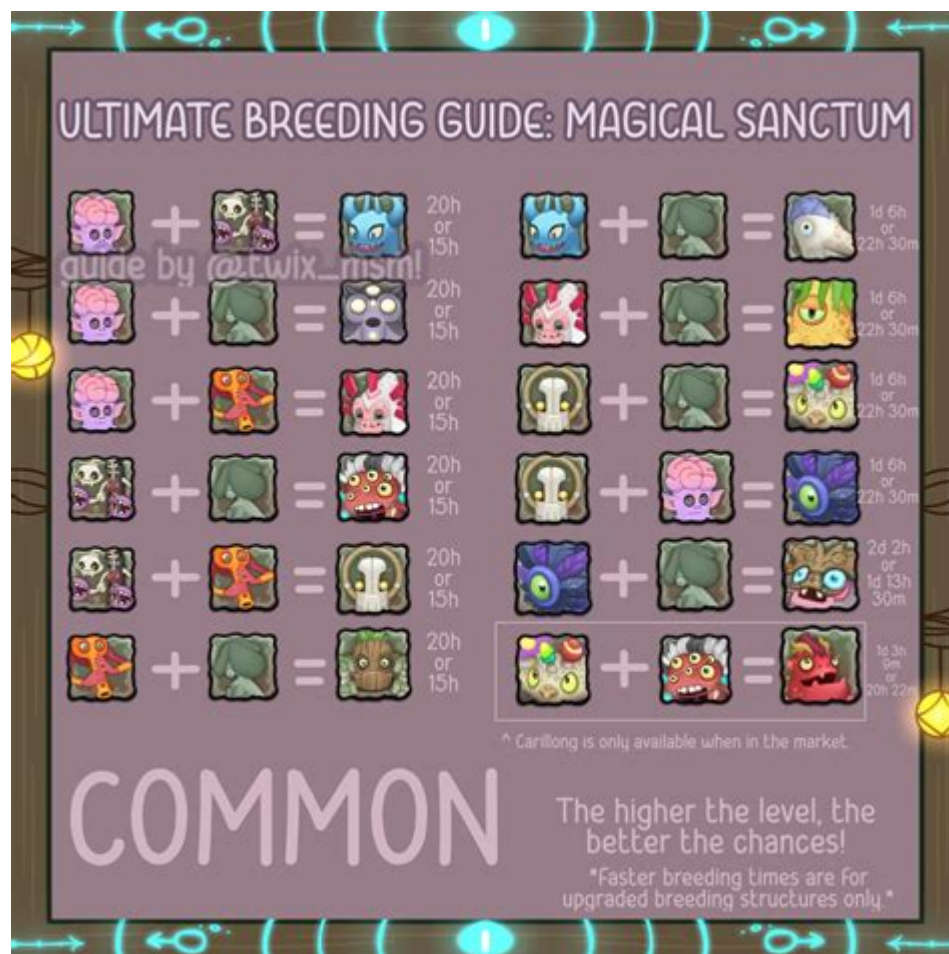 ULTIMATE BREEDING GUIDE: MAGICAL SANCTUM
+ = 20h or 15h
guide by @twix_msm!
+ = 20h or 15h
+ = 20h or 15h
+ = 20h or 15h
+ = 20h or 15h
+ = 20h or 15h
+ = 1d 6h or 22h 30m
+ = 1d 6h or 22h 30m
+ = 1d 6h or 22h 30m
+ = 1d 6h or 22h 30m
+ = 2d 2h or 1d 13h 30m
+ = 1d 3h 9m or 20h 22m
^ Carillong is only available when in the market.
COMMON
The higher the level, the
better the chances!
*Faster breeding times are for
upgraded breeding structures only.*